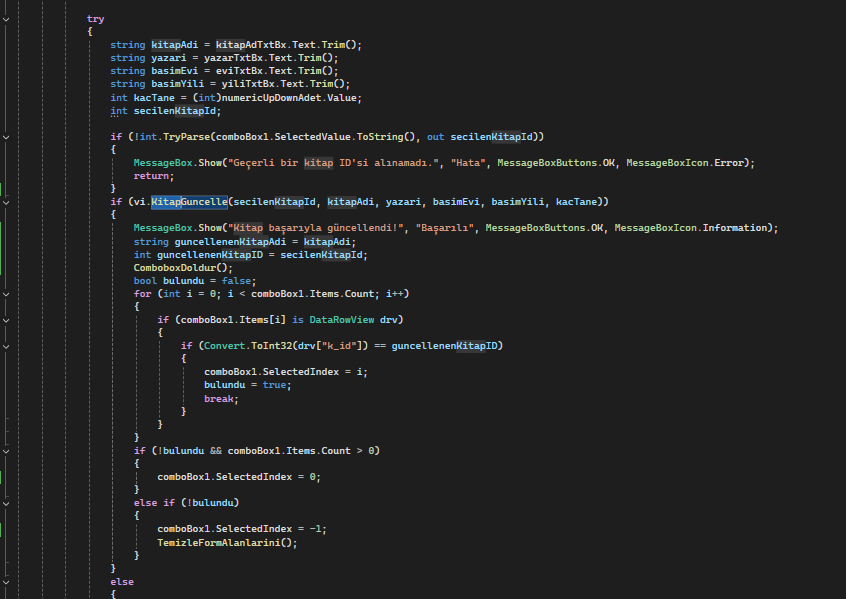 try
{
string kitapAdi = kitapAdTxtBx.Text.Trim();
string yazari = yazarTxtBx.Text.Trim();
string basimEvi = eviTxtBx.Text.Trim();
string basimYili = yiliTxtBx.Text.Trim();
int kacTane = (int)numericUpDownAdet.Value;
int secilenKitapId;
if (!int.TryParse(comboBox1.SelectedValue.ToString(), out secilenKitapId))
{
MessageBox.Show("Geçerli bir kitap ID'si alınamadı.", "Hata", MessageBoxButtons.OK, MessageBoxIcon.Error);
return;
}
if (vi.KitapGuncelle(secilenKitapId, kitapAdi, yazari, basimEvi, basimYili, kacTane))
{
MessageBox.Show("Kitap başarıyla güncellendi!", "Başarılı", MessageBoxButtons.OK, MessageBoxIcon.Information);
string guncellenenKitapAdi = kitapAdi;
int guncellenenKitapID = secilenKitapId;
ComboboxDoldur();
bool bulundu = false;
for (int i = 0; i < comboBox1.Items.Count; i++)
{
if (comboBox1.Items[i] is DataRowView drv)
{
if (Convert.ToInt32(drv["k_id"]) == guncellenenKitapID)
{
comboBox1.SelectedIndex = i;
bulundu = true;
break;
}
}
}
if (!bulundu && comboBox1.Items.Count > 0)
{
comboBox1.SelectedIndex = 0;
}
else if (!bulundu)
{
comboBox1.SelectedIndex = -1;
TemizleFormAlanlarini();
}
}
else
{